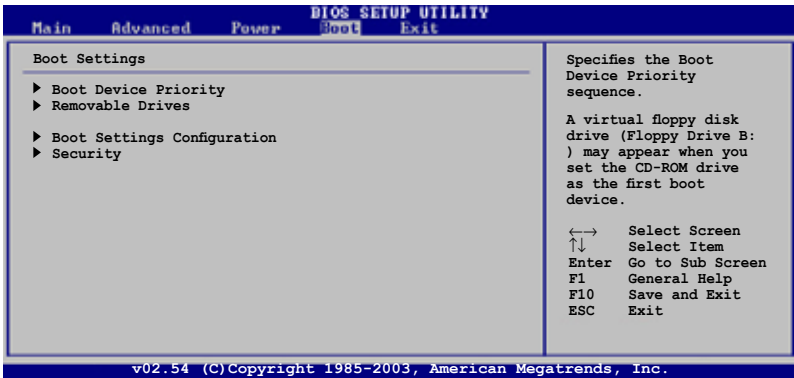 BIOS SETUP UTILITY
Main Advanced Power Boot Exit
Boot Settings
Boot Device Priority
Removable Drives
Boot Settings Configuration
Security
Specifies the Boot
Device Priority
sequence.
A virtual floppy disk
drive (Floppy Drive B:
) may appear when you
set the CD-ROM drive
as the first boot
device.
←→ Select Screen
↑↓ Select Item
Enter Go to Sub Screen
F1 General Help
F10 Save and Exit
ESC Exit
v02.54 (C)Copyright 1985-2003, American Megatrends, Inc.